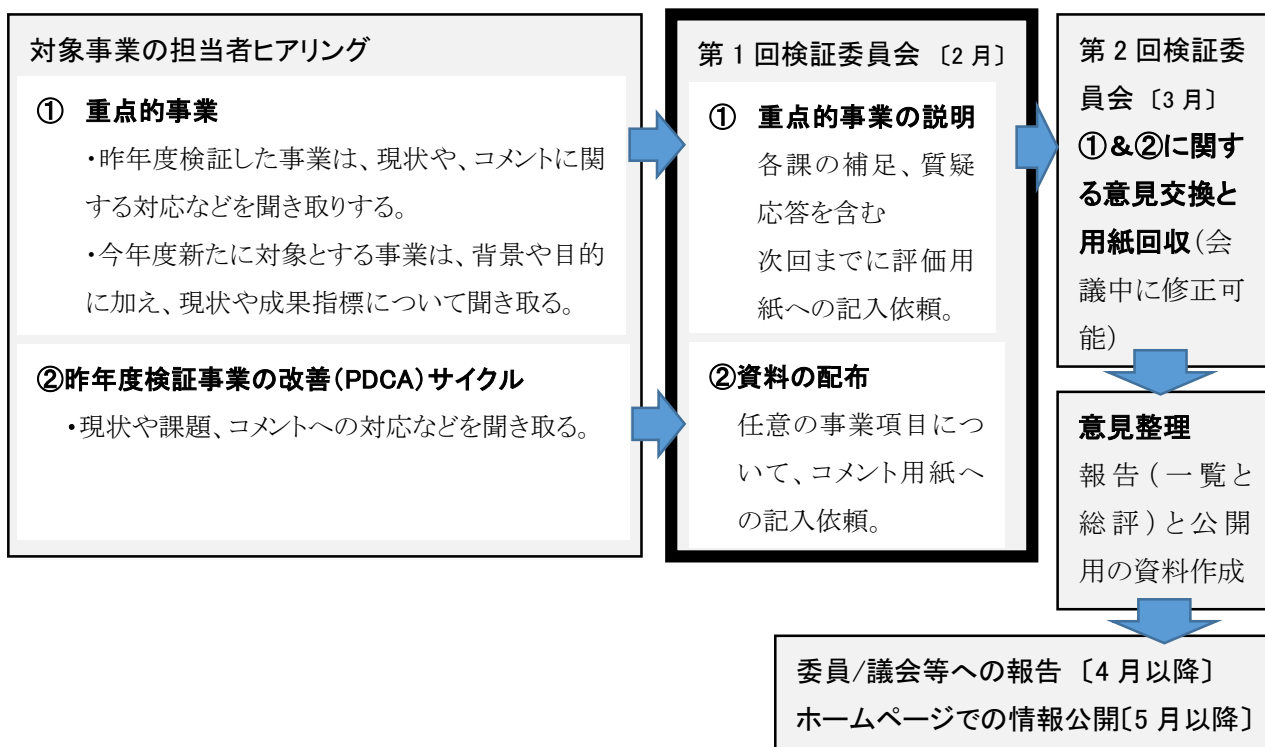 対象事業の担当者ヒアリング
① 重点的事業
・昨年度検証した事業は、現状や、コメントに関
する対応などを聞き取りする。
・今年度新たに対象とする事業は、背景や目的
に加え、現状や成果指標について聞き取る。
②昨年度検証事業の改善(PDCA)サイクル
・現状や課題、コメントへの対応などを聞き取る。
第1回検証委員会 〔2月〕
① 重点的事業の説明
各課の補足、質疑
応答を含む
次回までに評価用
紙への記入依頼。
②資料の配布
任意の事業項目につ
いて、コメント用紙へ
の記入依頼。
第2回検証委
員会〔3月〕
①&②に関す
る意見交換と
用紙回収(会
議中に修正可
能)
意見整理
報告(一覧と
総評)と公開
用の資料作成
委員/議会等への報告 〔4月以降〕
ホームページでの情報公開〔5月以降〕